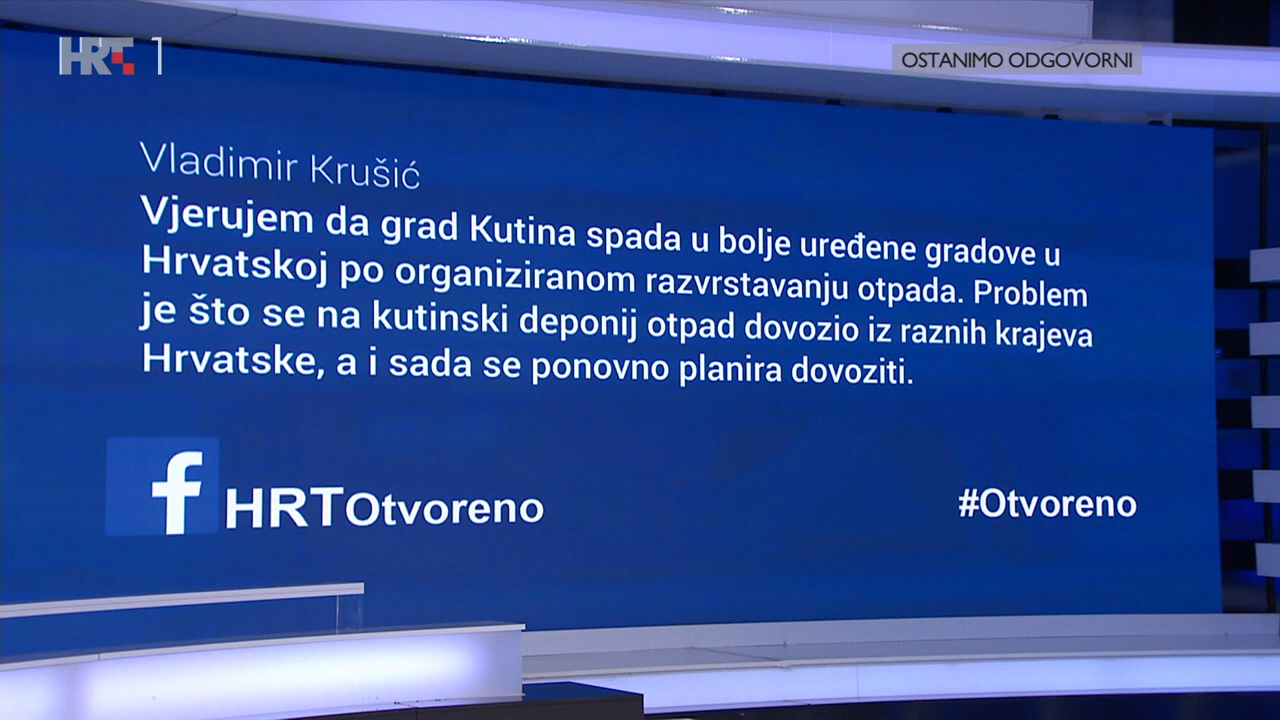 HRT 1
OSTANIMO ODGOVORNI
Vladimir Krušić
Vjerujem da grad Kutina spada u bolje uređene gradove u
Hrvatskoj po organiziranom razvrstavanju otpada. Problem
je što se na kutinski deponij otpad dovozio iz raznih krajeva
Hrvatske, a i sada se ponovno planira dovoziti.
f HRTOtvoreno
#Otvoreno